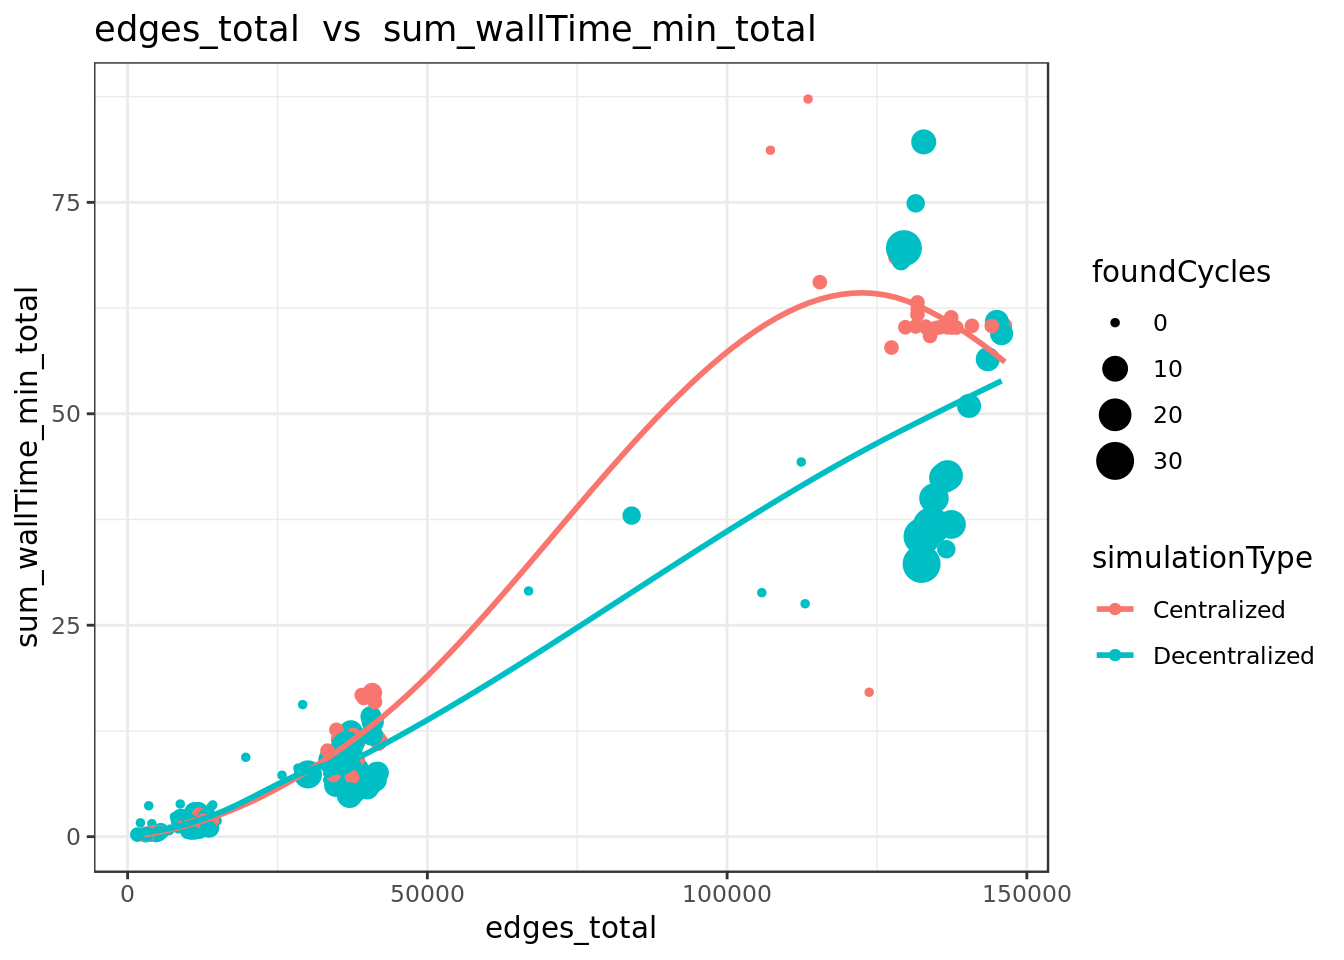 edges_total  vs  sum_wallTime_min_total
sum_wallTime_min_total
75
50
25
0
0
50000
100000
150000
edges_total
foundCycles
0
10
20
30
simulationType
Centralized
Decentralized